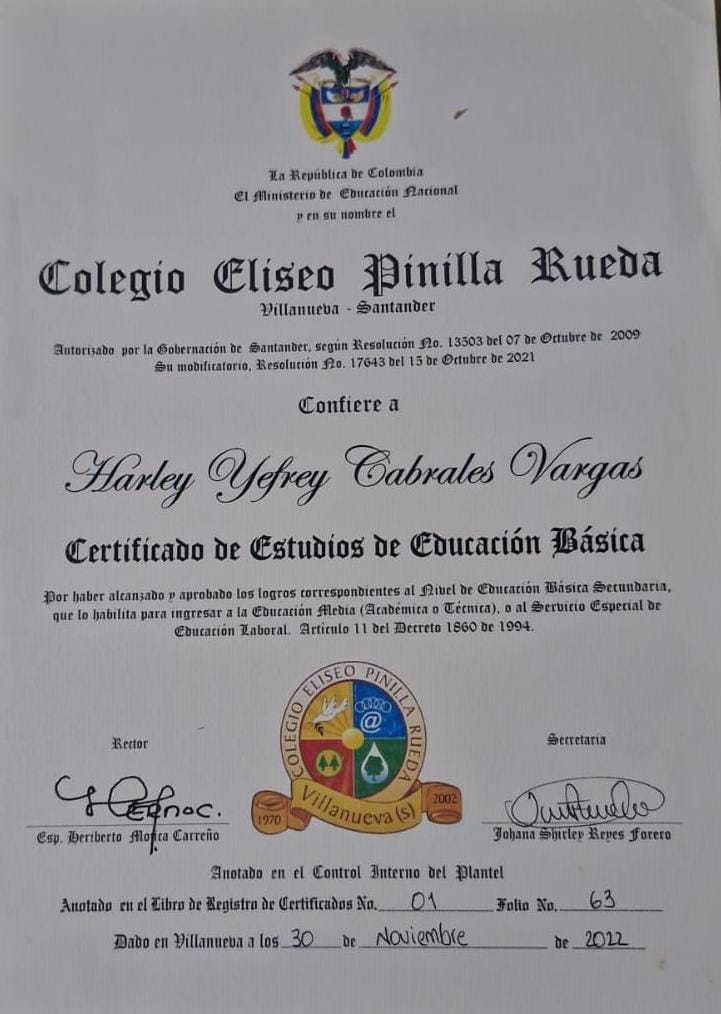 La República de Colombia
El Ministerio de Educación Nacional
y en su nombre el
Colegio Eliseo Pinilla Rueda
Villanueva - Santander
Autorizado por la Gobernación de Santander, según Resolución No. 13503 del 07 de Octubre de 2009
Su modificatorio, Resolución No. 17643 del 15 de Octubre de 2021
Confiere a
Harley Yefrey Cabrales Vargas
Certificado de Estudios de Educación Básica
Por haber alcanzado y aprobado los logros correspondientes al Nivel de Educación Básica Secundaria,
que lo habilita para ingresar a la Educación Media (Académica o Técnica), o al Servicio Especial de
Educación Laboral. Artículo 11 del Decreto 1860 de 1994.
COLEGIO ELISEO PINILLA RUEDA
@
Villanueva (s)
1970
2002
Rector
Secretaria
Esp. Heriberto Mojica Carreño
Johana Shirley Reyes Forero
Anotado en el Control Interno del Plantel
Anotado en el Libro de Registro de Certificados No. 01 Folio No. 63
Dado en Villanueva a los 30 de Noviembre de 2022